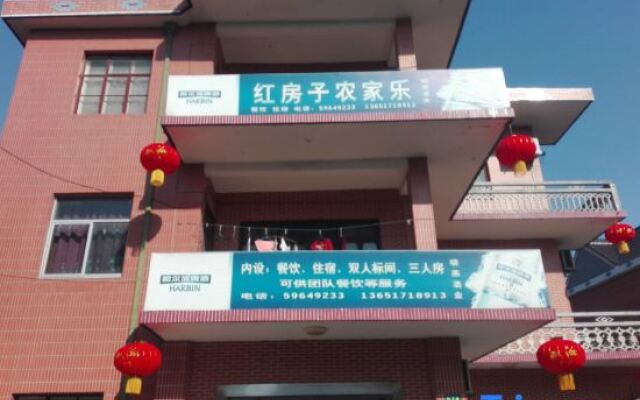 HARBIN
红房子农家乐
餐饮 住宿 电话：59649233 13651718913
HARBIN
内设：餐饮、住宿、双人标间、三人房
可供团队餐饮等服务
电话：59649233 13651718913